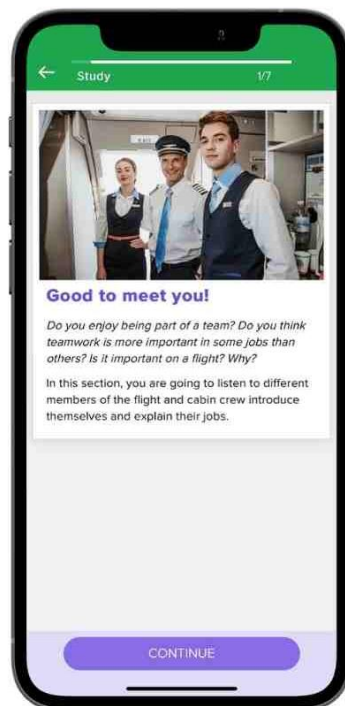 Study 1/7
Good to meet you!
Do you enjoy being part of a team? Do you think
teamwork is more important in some jobs than
others? Is it important on a flight? Why?
In this section, you are going to listen to different
members of the flight and cabin crew introduce
themselves and explain their jobs.
CONTINUE